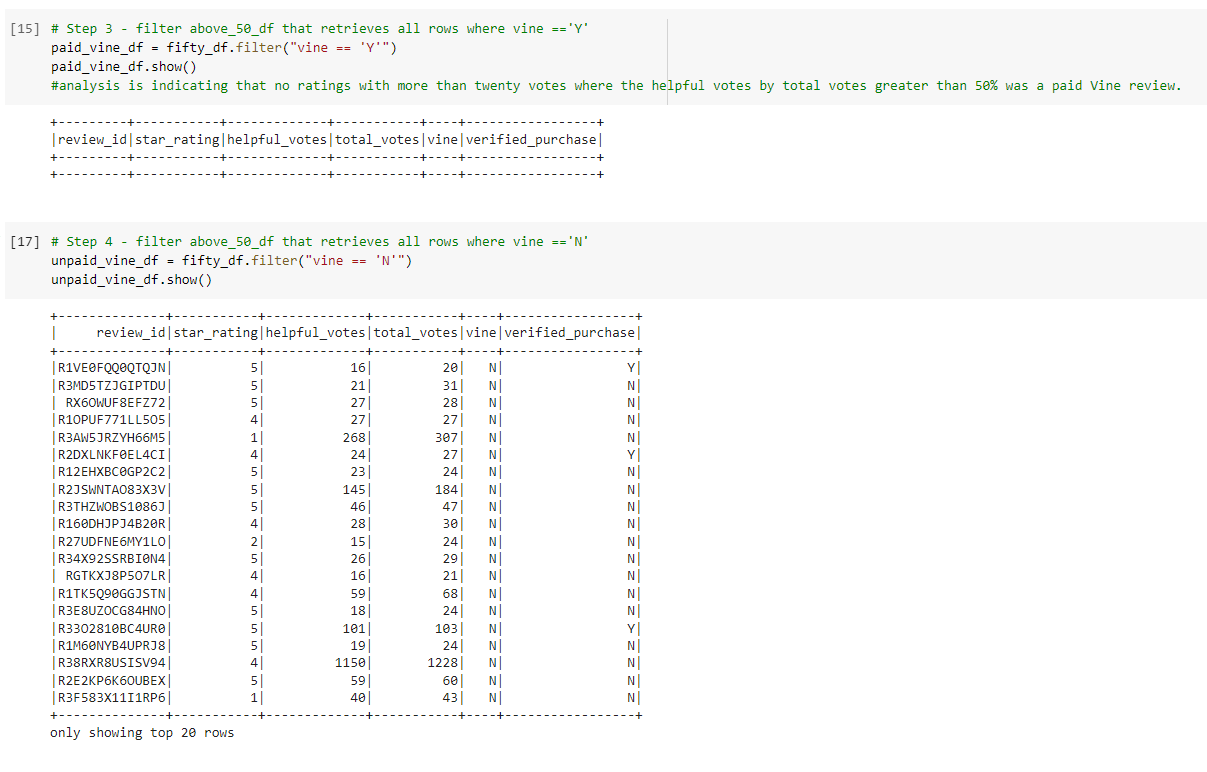 [15] # Step 3 - filter above_50_df that retrieves all rows where vine =='Y'
paid_vine_df = fifty_df.filter("vine == 'Y'")
paid_vine_df.show()
#analysis is indicating that no ratings with more than twenty votes where the helpful votes by total votes greater than 50% was a paid Vine review.
+---------+-----------+-------------+-----------+----+-----------------+
|review_id|star_rating|helpful_votes|total_votes|vine|verified_purchase|
+---------+-----------+-------------+-----------+----+-----------------+
+---------+-----------+-------------+-----------+----+-----------------+
[17] # Step 4 - filter above_50_df that retrieves all rows where vine =='N'
unpaid_vine_df = fifty_df.filter("vine == 'N'")
unpaid_vine_df.show()
+--------------+-----------+-------------+-----------+----+-----------------+
|     review_id|star_rating|helpful_votes|total_votes|vine|verified_purchase|
+--------------+-----------+-------------+-----------+----+-----------------+
|R1VE0FQQ0QTQJN|          5|           16|         20|   N|                Y|
|R3MD5TZJGIPTDU|          5|           21|         31|   N|                N|
| RX6OWUF8EFZ72|          5|           27|         28|   N|                N|
|R1OPUF771LL5O5|          4|           27|         27|   N|                N|
|R3AW5JRZYH66M5|          1|          268|        307|   N|                N|
|R2DXLNKF0EL4CI|          4|           24|         27|   N|                Y|
|R12EHXBC0GP2C2|          5|           23|         24|   N|                N|
|R2JSWNTAO83X3V|          5|          145|        184|   N|                N|
|R3THZWOBS1086J|          5|           46|         47|   N|                N|
|R160DHJPJ4B20R|          4|           28|         30|   N|                N|
|R27UDFNE6MY1LO|          2|           15|         24|   N|                N|
|R34X92SSRBI0N4|          5|           26|         29|   N|                N|
| RGTKXJ8P5O7LR|          4|           16|         21|   N|                N|
|R1TK5Q90GGJSTN|          4|           59|         68|   N|                N|
|R3E8UZOCG84HNO|          5|           18|         24|   N|                N|
|R33O2810BC4UR0|          5|          101|        103|   N|                Y|
|R1M60NYB4UPRJ8|          5|           19|         24|   N|                N|
|R38RXR8USISV94|          4|         1150|       1228|   N|                N|
|R2E2KP6K6OUBEX|          5|           59|         60|   N|                N|
|R3F583X11I1RP6|          1|           40|         43|   N|                N|
+--------------+-----------+-------------+-----------+----+-----------------+
only showing top 20 rows